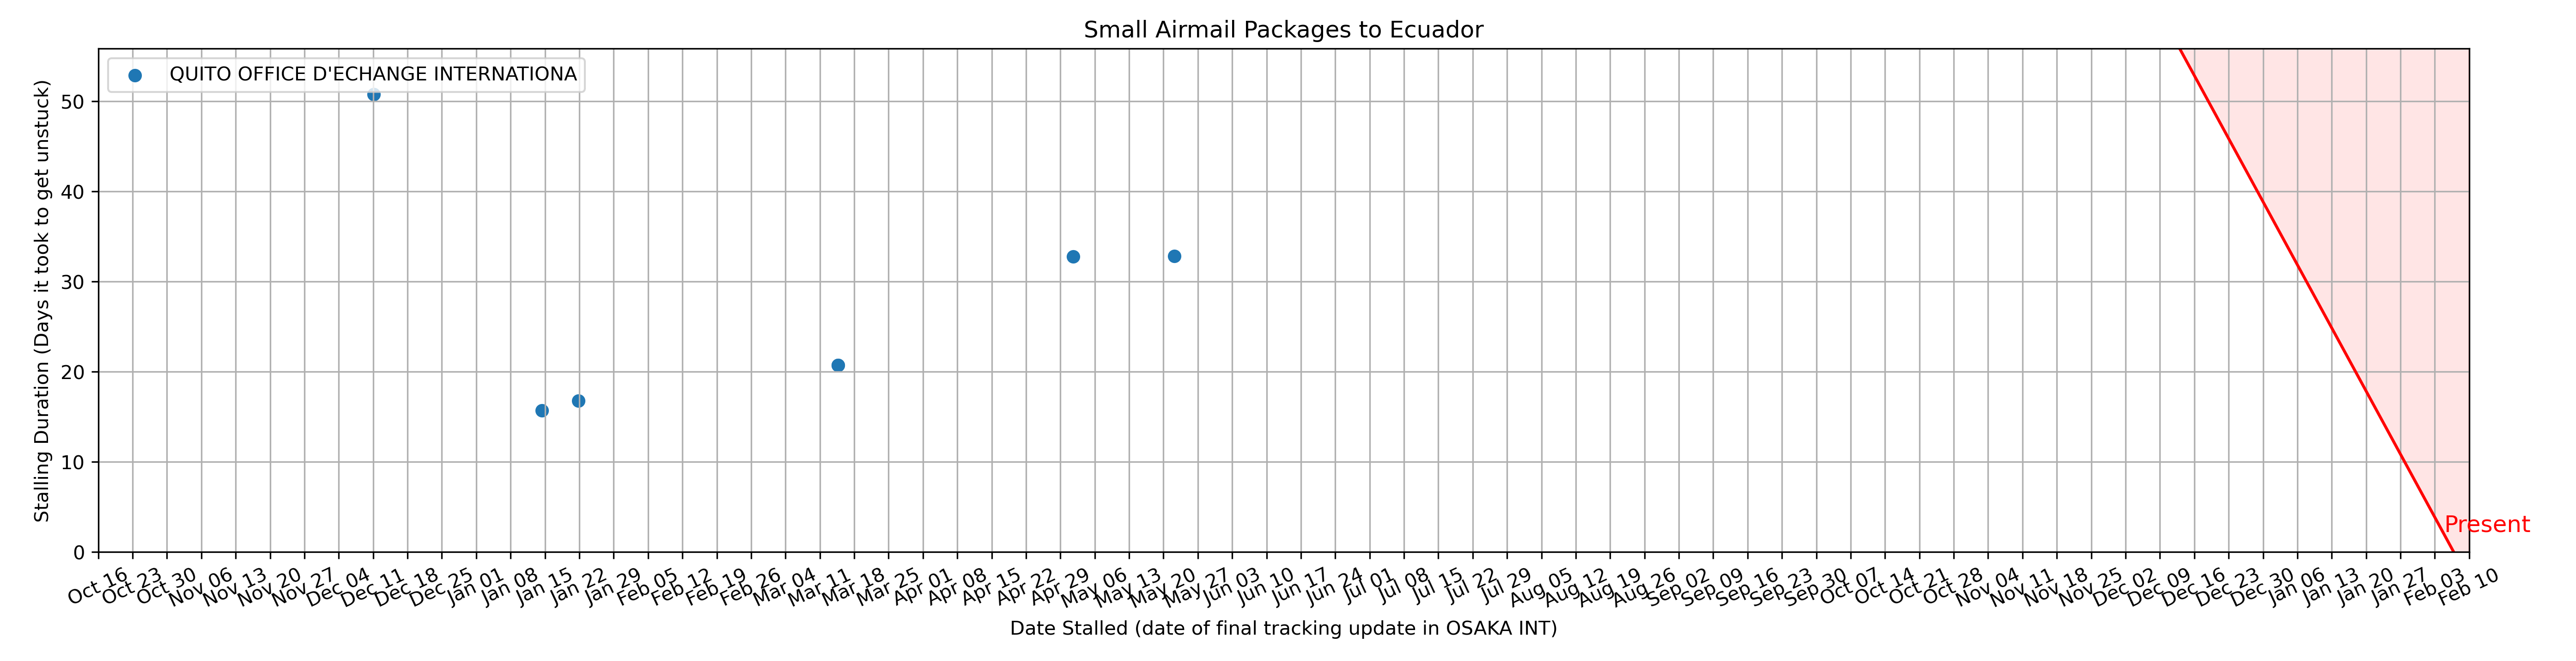 Small Airmail Packages to Ecuador
QUITO OFFICE D'ECHANGE INTERNATIONA
Stalling Duration (Days it took to get unstuck)
50
40
30
20
10
0
Present
Oct 16 Oct 23 Oct 30 Nov 06 Nov 13 Nov 20 Nov 27 Dec 04 Dec 11 Dec 18 Dec 25 Jan 01 Jan 08 Jan 15 Jan 22 Jan 29 Feb 05 Feb 12 Feb 19 Feb 26 Mar 04 Mar 11 Mar 18 Mar 25 Apr 01 Apr 08 Apr 15 Apr 22 Apr 29 May 06 May 13 May 20 May 27 Jun 03 Jun 10 Jun 17 Jun 24 Jul 01 Jul 08 Jul 15 Jul 22 Jul 29 Aug 05 Aug 12 Aug 19 Aug 26 Sep 02 Sep 09 Sep 16 Sep 23 Sep 30 Oct 07 Oct 14 Oct 21 Oct 28 Nov 04 Nov 11 Nov 18 Nov 25 Dec 02 Dec 09 Dec 16 Dec 23 Dec 30 Jan 06 Jan 13 Jan 20 Jan 27 Feb 03 Feb 10
Date Stalled (date of final tracking update in OSAKA INT)